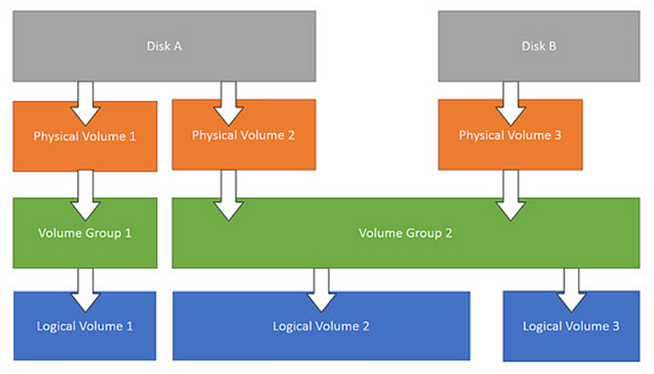 Disk A
Disk B
Physical Volume 1
Physical Volume 2
Physical Volume 3
Volume Group 1
Volume Group 2
Logical Volume 1
Logical Volume 2
Logical Volume 3